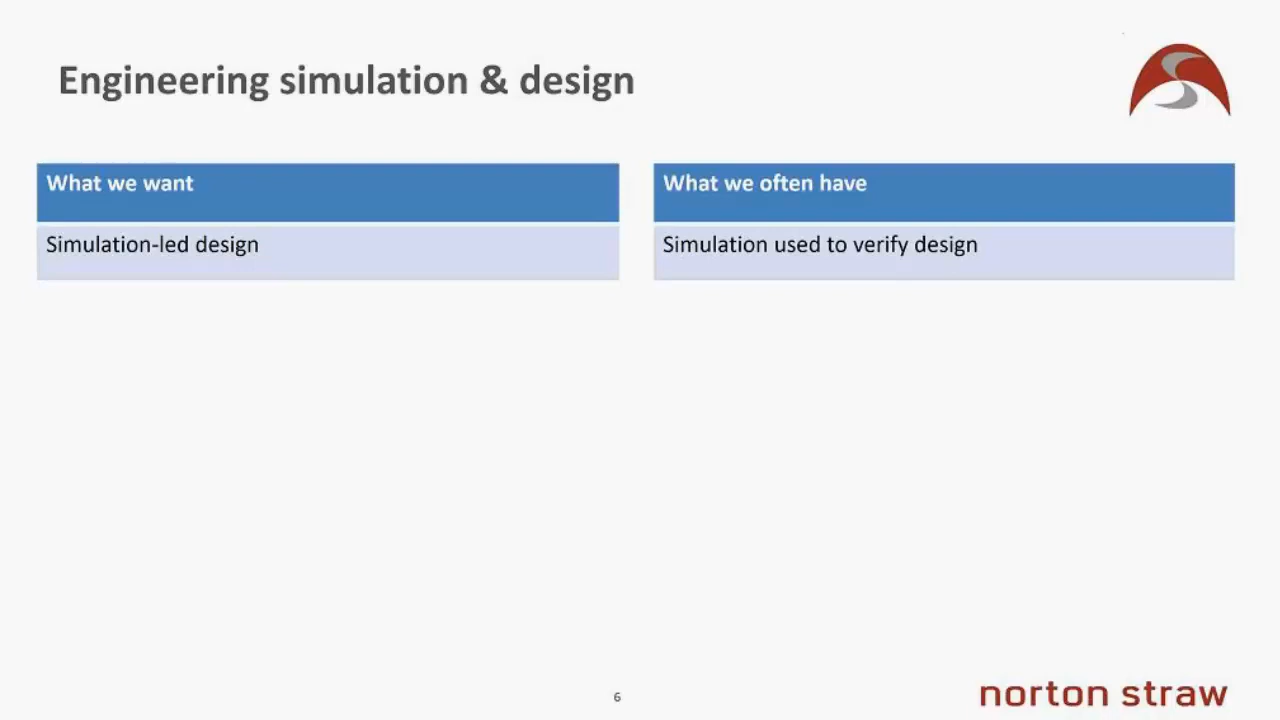 Engineering simulation & design
What we want
Simulation-led design
What we often have
Simulation used to verify design
6
norton straw